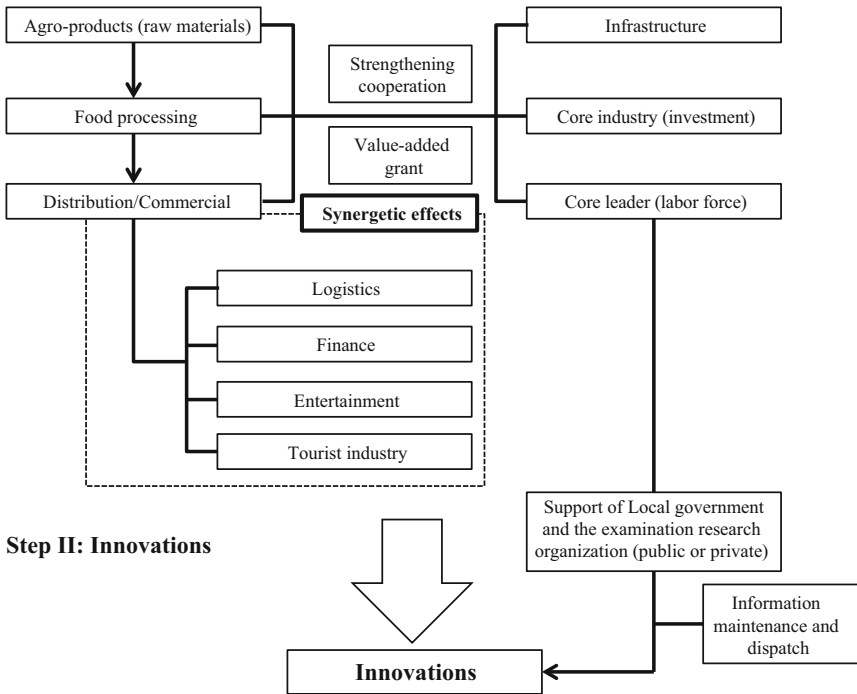 Agro-products (raw materials)
Infrastructure
Strengthening
cooperation
Food processing
Core industry (investment)
Value-added
grant
Distribution/Commercial
Synergetic effects
Core leader (labor force)
Logistics
Finance
Entertainment
Tourist industry
Support of Local government
and the examination research
organization (public or private)
Step II: Innovations
Information
maintenance and
dispatch
Innovations